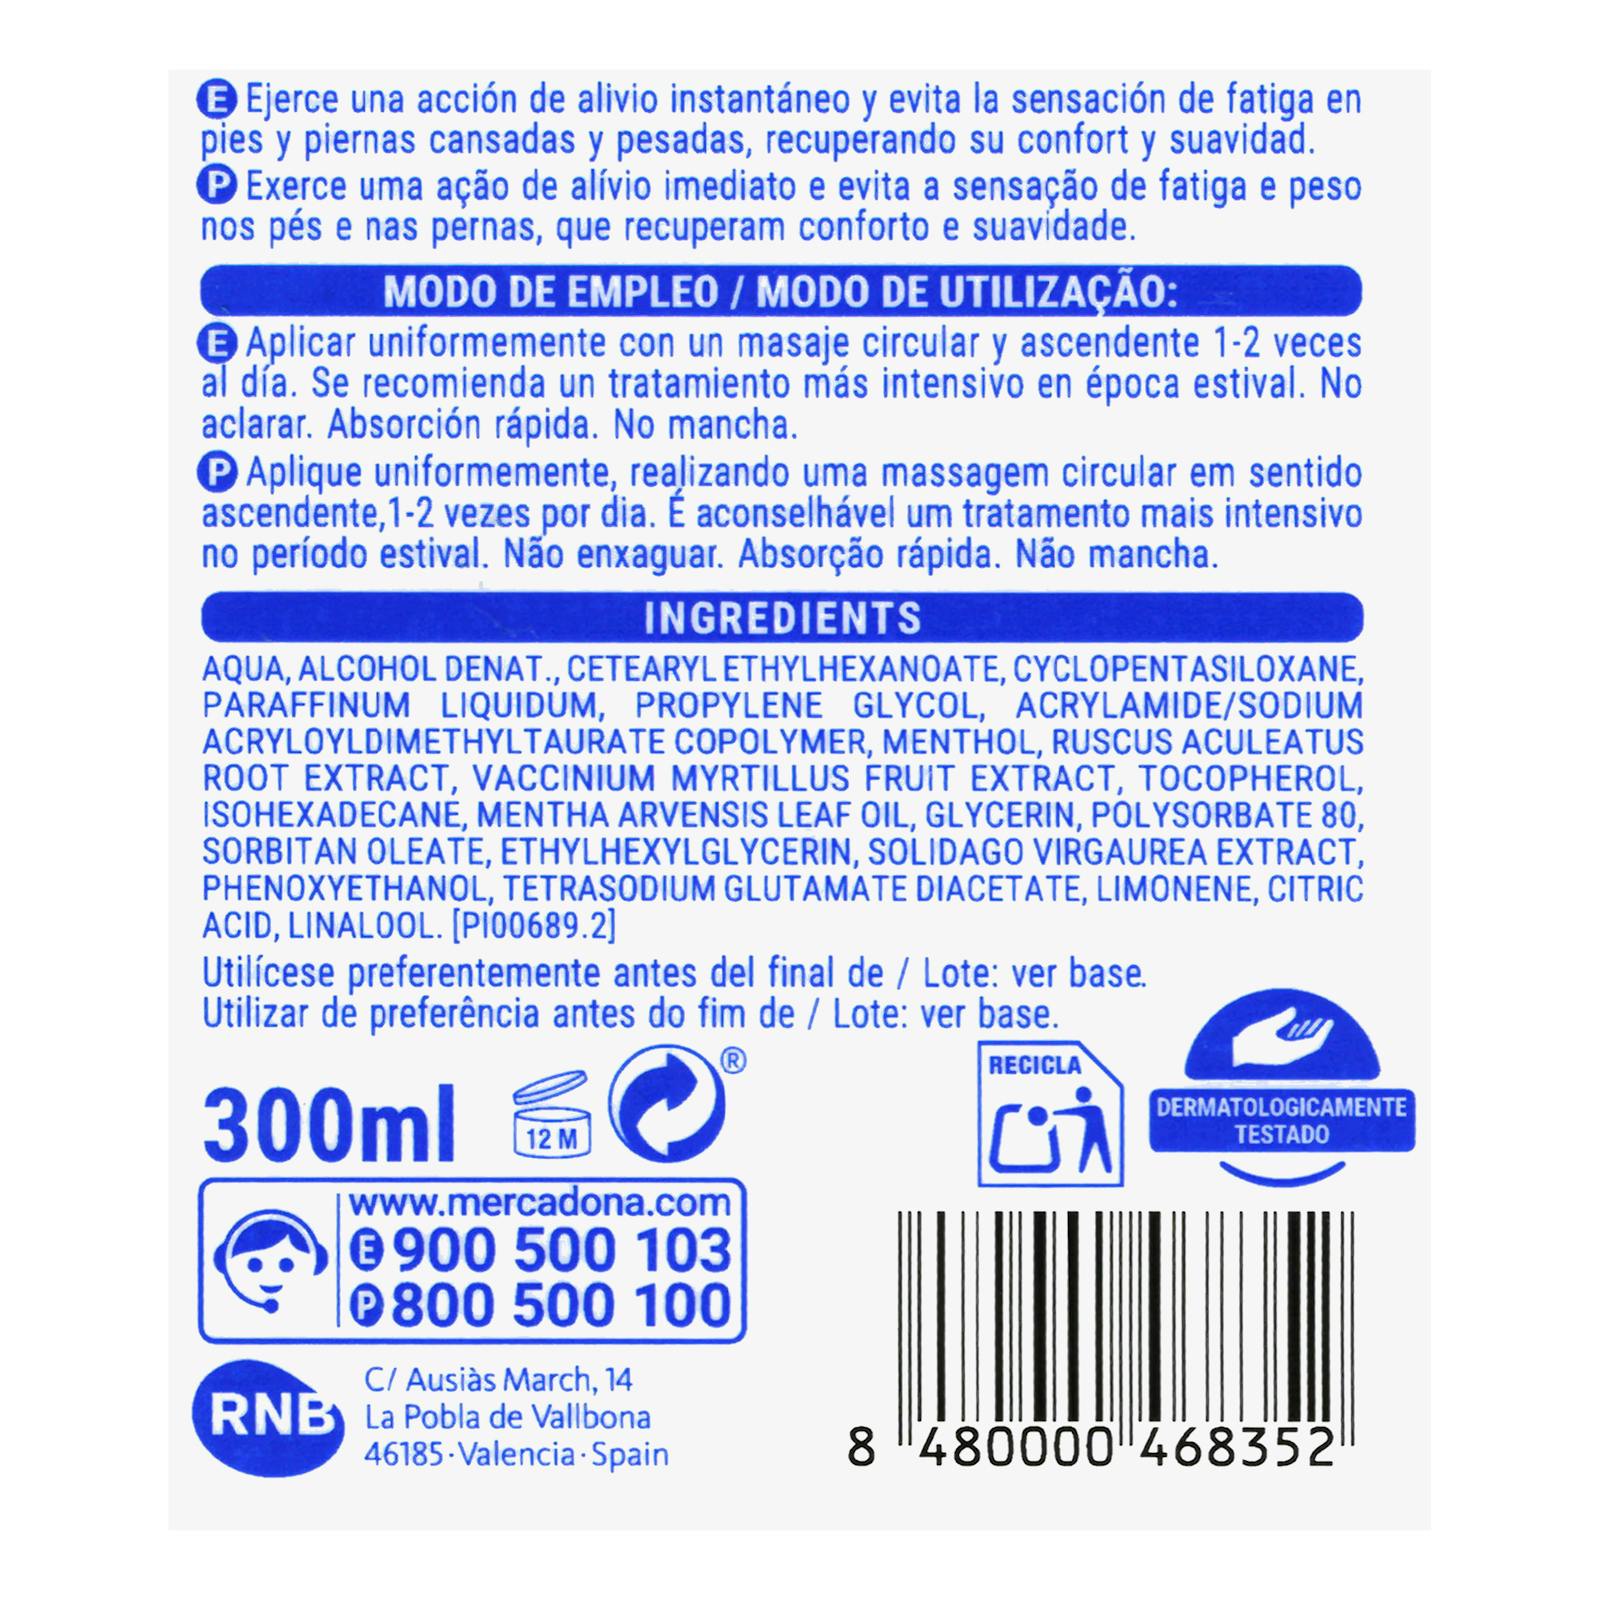 E Ejerce una acción de alivio instantáneo y evita la sensación de fatiga en
pies y piernas cansadas y pesadas, recuperando su confort y suavidad.
P Exerce uma ação de alívio imediato e evita a sensação de fatiga e peso
nos pés e nas pernas, que recuperam conforto e suavidade.
MODO DE EMPLEO / MODO DE UTILIZAÇÃO:
E Aplicar uniformemente con un masaje circular y ascendente 1-2 veces
al día. Se recomienda un tratamiento más intensivo en época estival. No
aclarar. Absorción rápida. No mancha.
P Aplique uniformemente, realizando uma massagem circular em sentido
ascendente,1-2 vezes por dia. É aconselhável um tratamento mais intensivo
no período estival. Não enxaguar. Absorção rápida. Não mancha.
INGREDIENTS
AQUA, ALCOHOL DENAT., CETEARYL ETHYLHEXANOATE, CYCLOPENTASILOXANE,
PARAFFINUM LIQUIDUM, PROPYLENE GLYCOL, ACRYLAMIDE/SODIUM
ACRYLOYLDIMETHYLTAURATE COPOLYMER, MENTHOL, RUSCUS ACULEATUS
ROOT EXTRACT, VACCINIUM MYRTILLUS FRUIT EXTRACT, TOCOPHEROL,
ISOHEXADECANE, MENTHA ARVENSIS LEAF OIL, GLYCERIN, POLYSORBATE 80,
SORBITAN OLEATE, ETHYLHEXYLGLYCERIN, SOLIDAGO VIRGAUREA EXTRACT,
PHENOXYETHANOL, TETRASODIUM GLUTAMATE DIACETATE, LIMONENE, CITRIC
ACID, LINALOOL. [PI00689.2]
Utilícese preferentemente antes del final de / Lote: ver base.
Utilizar de preferência antes do fim de / Lote: ver base.
300ml
12 M
®
RECICLA
DERMATOLOGICAMENTE
TESTADO
www.mercadona.com
E 900 500 103
P 800 500 100
RNB
C/ Ausiàs March, 14
La Pobla de Vallbona
46185·Valencia·Spain
8 480000 468352